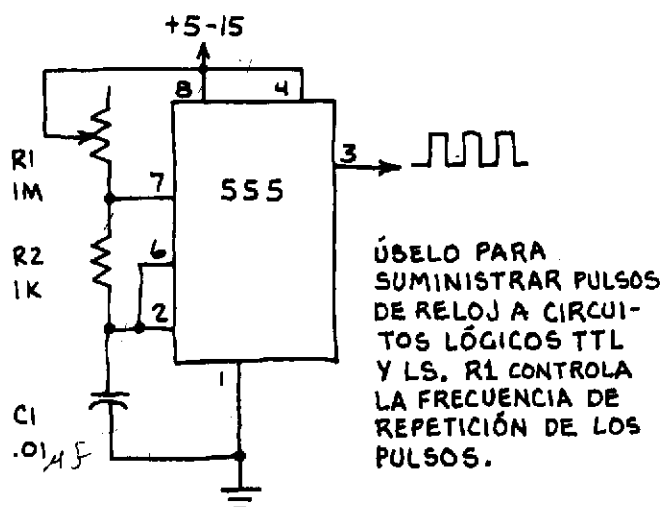 +5-15
8
4
R1
1M
7
555
3
R2
1K
6
2
1
C1
.01μf
ÚSELO PARA
SUMINISTRAR PULSOS
DE RELOJ A CIRCUI-
TOS LÓGICOS TTL
Y LS. R1 CONTROLA
LA FRECUENCIA DE
REPETICIÓN DE LOS
PULSOS.